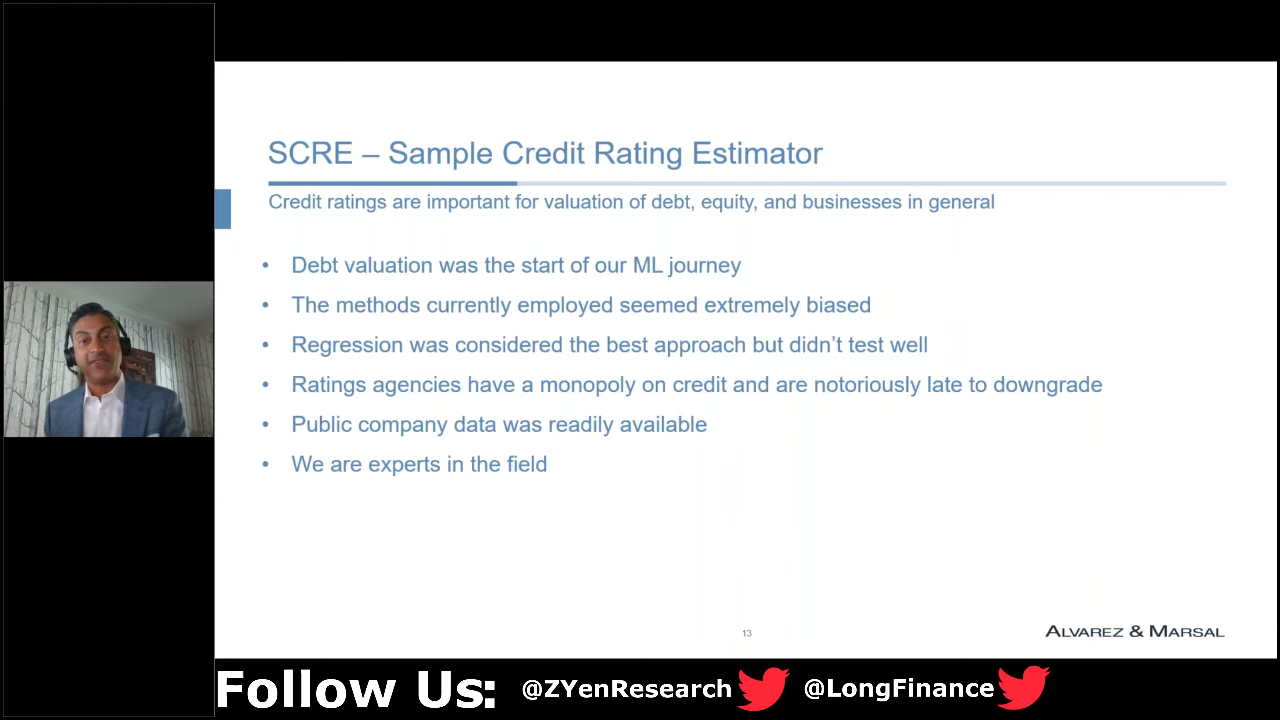 SCRE – Sample Credit Rating Estimator
Credit ratings are important for valuation of debt, equity, and businesses in general
• Debt valuation was the start of our ML journey
• The methods currently employed seemed extremely biased
• Regression was considered the best approach but didn’t test well
• Ratings agencies have a monopoly on credit and are notoriously late to downgrade
• Public company data was readily available
• We are experts in the field
13
ALVAREZ & MARSAL
Follow Us: @ZYenResearch @LongFinance